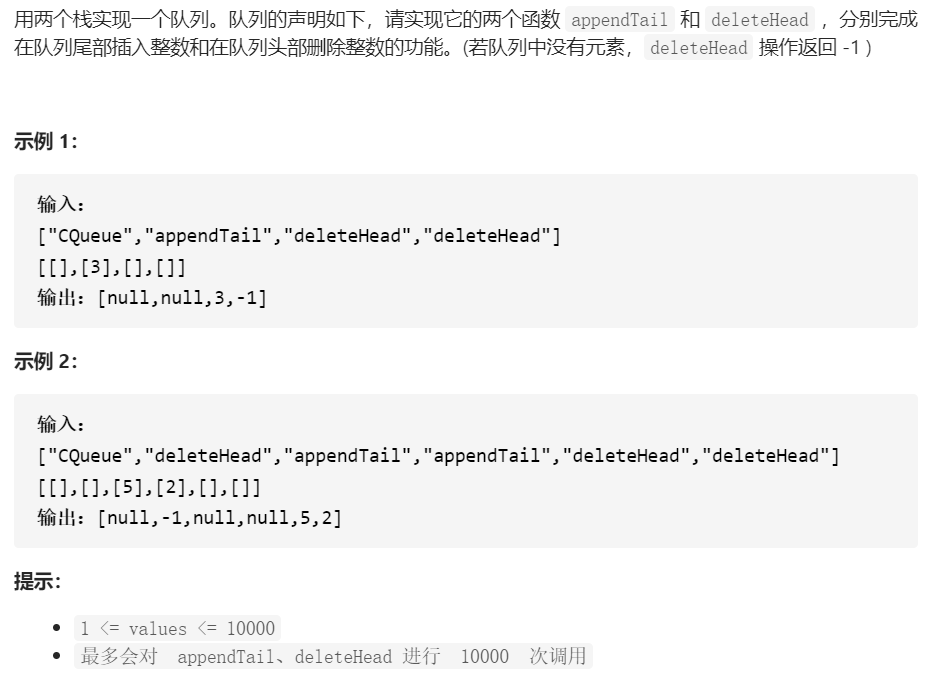 用两个栈实现一个队列。队列的声明如下，请实现它的两个函数 appendTail 和 deleteHead ，分别完成
在队列尾部插入整数和在队列头部删除整数的功能。(若队列中没有元素，deleteHead 操作返回 -1 )
示例 1：
输入：
["CQueue","appendTail","deleteHead","deleteHead"]
[[],[3],[],[]]
输出：[null,null,3,-1]
示例 2：
输入：
["CQueue","deleteHead","appendTail","appendTail","deleteHead","deleteHead"]
[[],[],[5],[2],[],[]]
输出：[null,-1,null,null,5,2]
提示：
• 1 <= values <= 10000
• 最多会对 appendTail、deleteHead 进行 10000 次调用